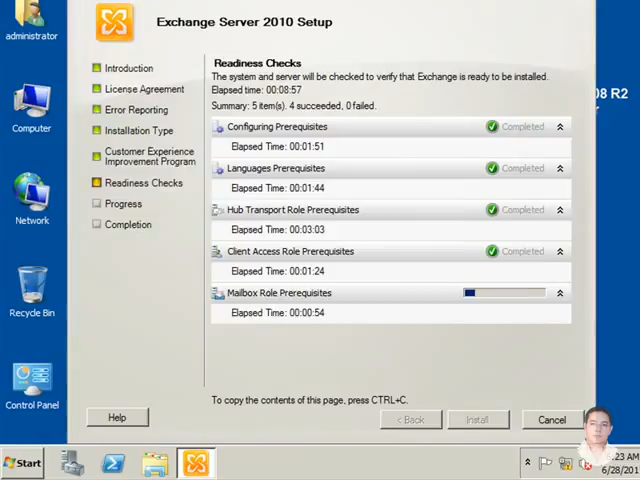 administrator
Computer
Network
Recycle Bin
Control Panel
Exchange Server 2010 Setup
Introduction
License Agreement
Error Reporting
Installation Type
Customer Experience
Improvement Program
Readiness Checks
Progress
Completion
Readiness Checks
The system and server will be checked to verify that Exchange is ready to be installed.
Elapsed time: 00:08:57
Summary: 5 item(s). 4 succeeded, 0 failed.
Configuring Prerequisites
Completed
Elapsed Time: 00:01:51
Languages Prerequisites
Completed
Elapsed Time: 00:01:44
Hub Transport Role Prerequisites
Completed
Elapsed Time: 00:03:03
Client Access Role Prerequisites
Completed
Elapsed Time: 00:01:24
Mailbox Role Prerequisites
Elapsed Time: 00:00:54
To copy the contents of this page, press CTRL+C.
Help
< Back
Install
Cancel
08 R2
Start
:23 AM
6/28/201